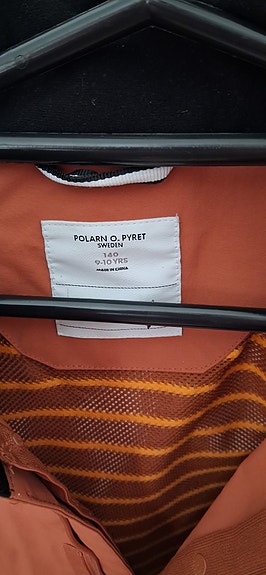 POLARN O. PYRET
SWEDEN
140
9-10 YRS
MADE IN CHINA